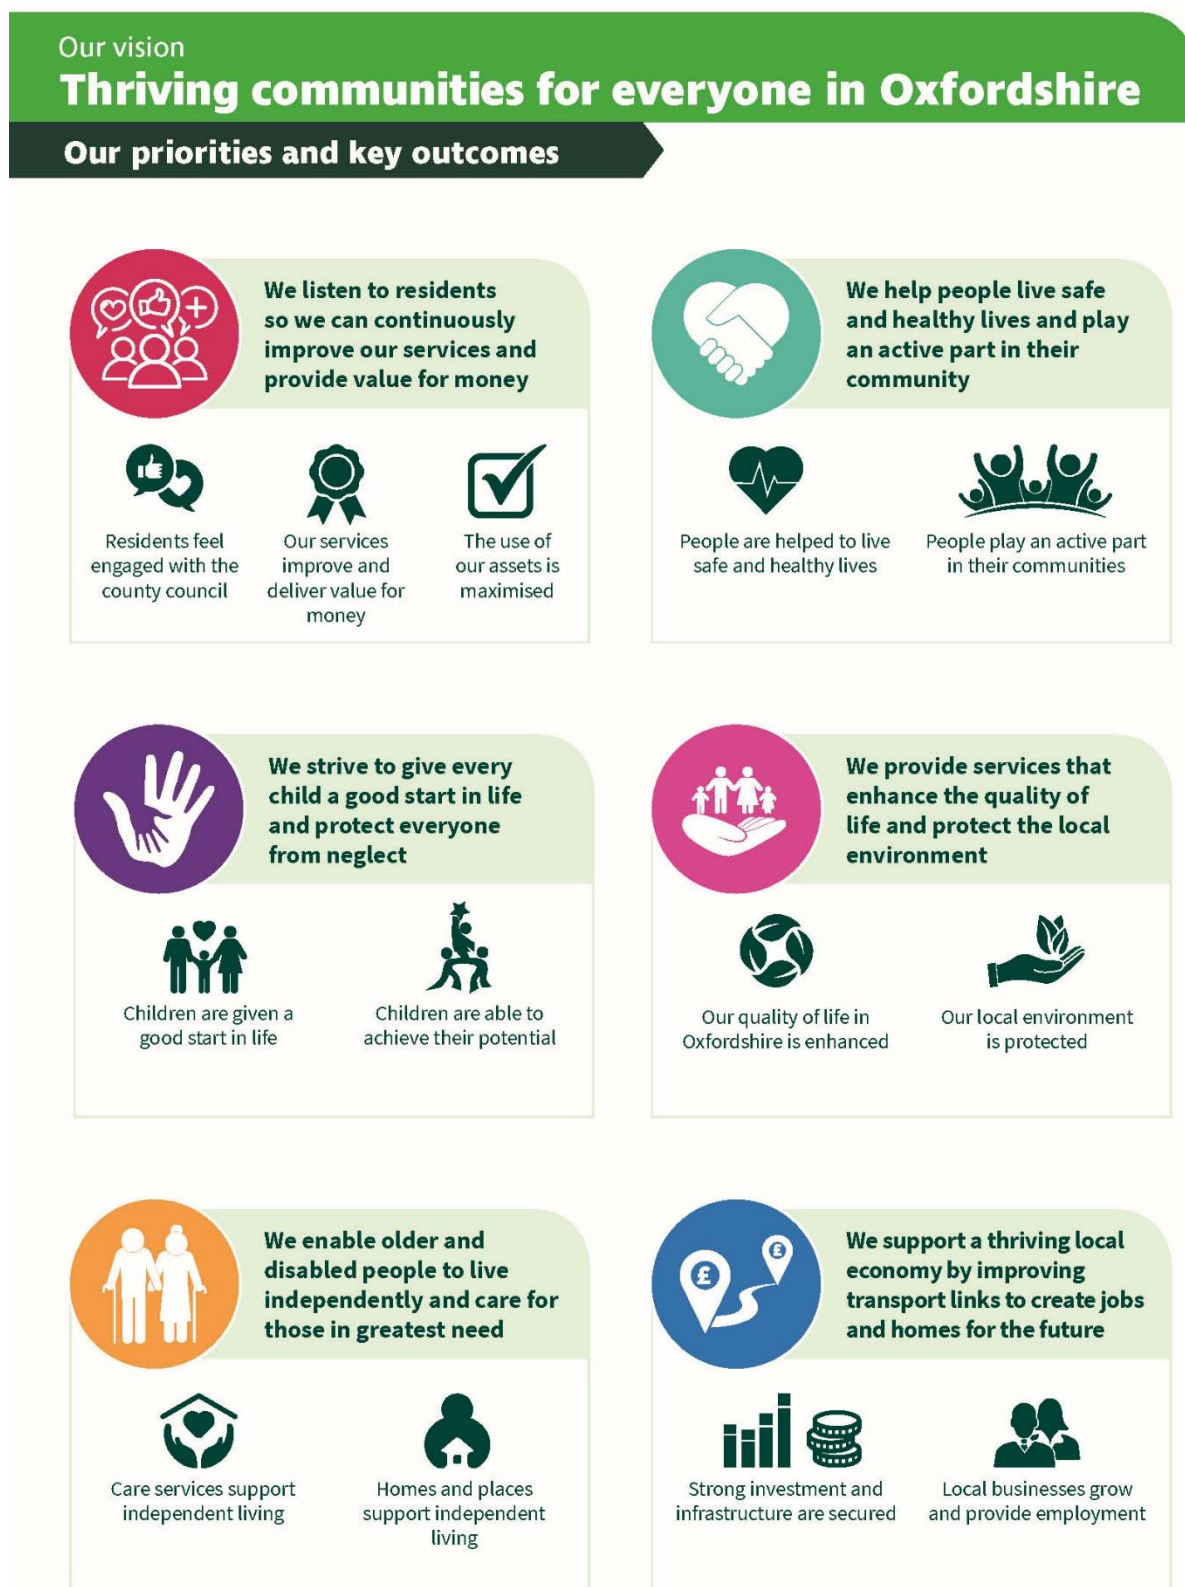 Our vision
Thriving communities for everyone in Oxfordshire
Our priorities and key outcomes
We listen to residents
so we can continuously
improve our services and
provide value for money
Residents feel
engaged with the
county council
Our services
improve and
deliver value for
money
The use of
our assets is
maximised
We help people live safe
and healthy lives and play
an active part in their
community
People are helped to live
safe and healthy lives
People play an active part
in their communities
We strive to give every
child a good start in life
and protect everyone
from neglect
Children are given a
good start in life
Children are able to
achieve their potential
We provide services that
enhance the quality of
life and protect the local
environment
Our quality of life in
Oxfordshire is enhanced
Our local environment
is protected
We enable older and
disabled people to live
independently and care for
those in greatest need
Care services support
independent living
Homes and places
support independent
living
£
£
We support a thriving local
economy by improving
transport links to create jobs
and homes for the future
Strong investment and
infrastructure are secured
Local businesses grow
and provide employment